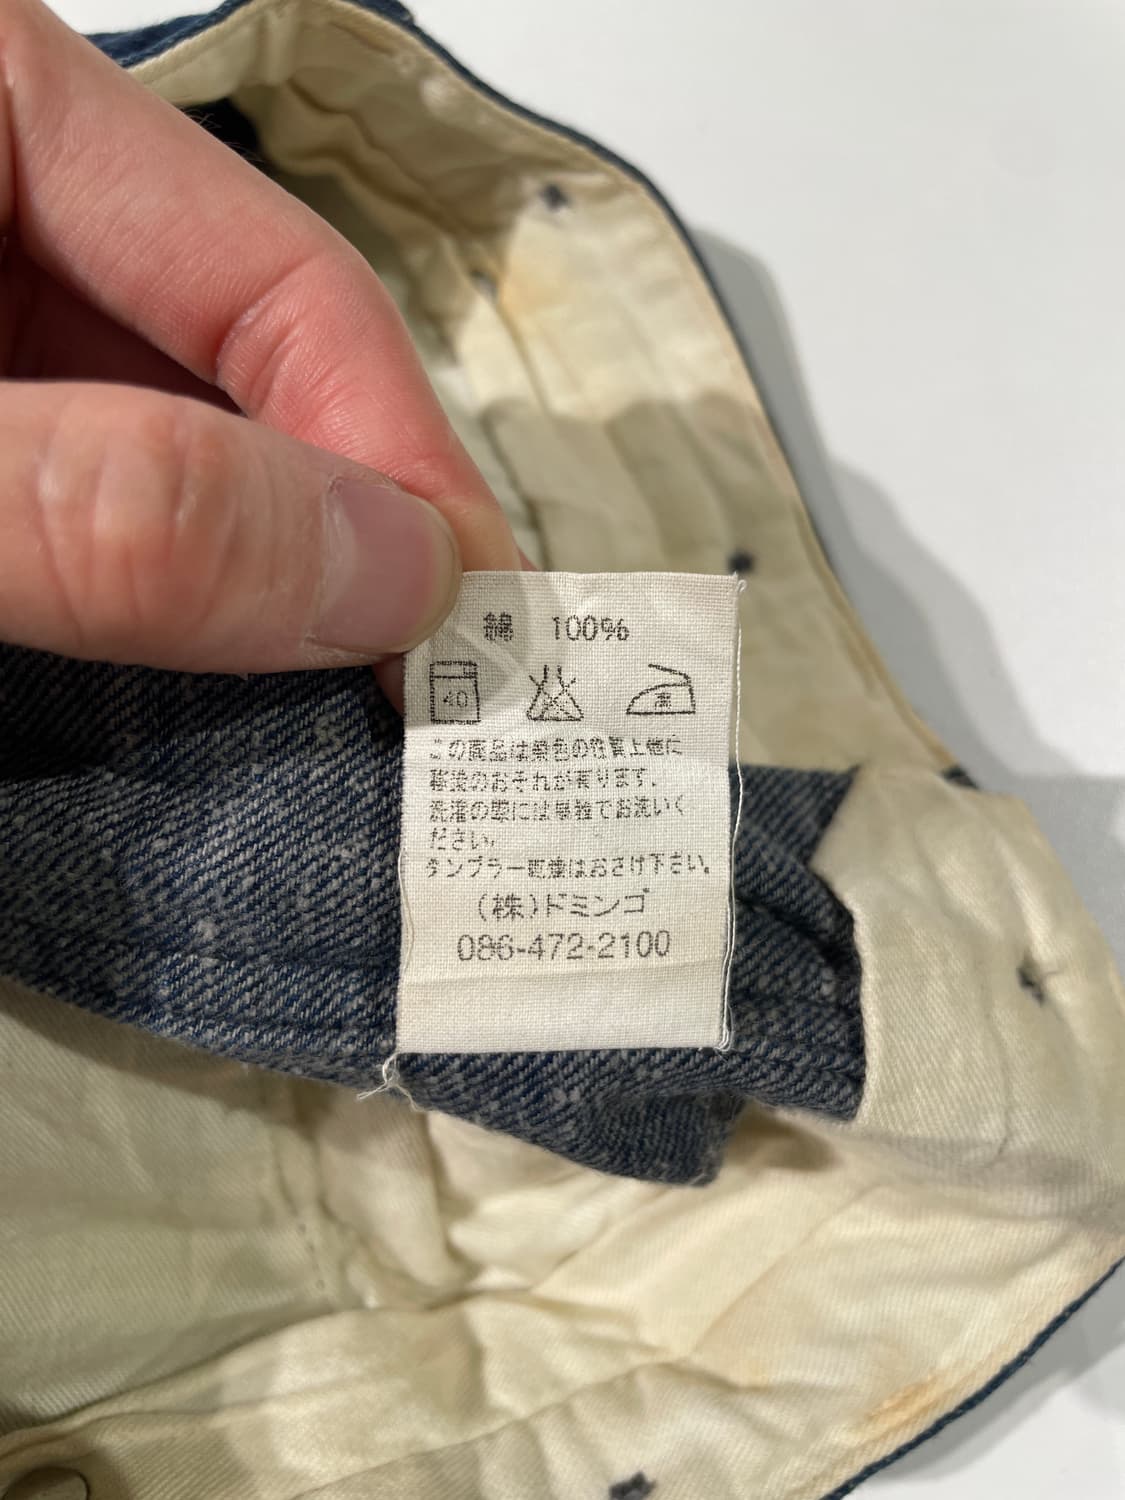 綿 100%
40
中
この商品は染色の性質上他に
移染のおそれが有ります。
洗濯の際には単独でお洗いく
ださい。
タンブラー乾燥はおさけ下さい。
(株)ドミンゴ
086-472-2100